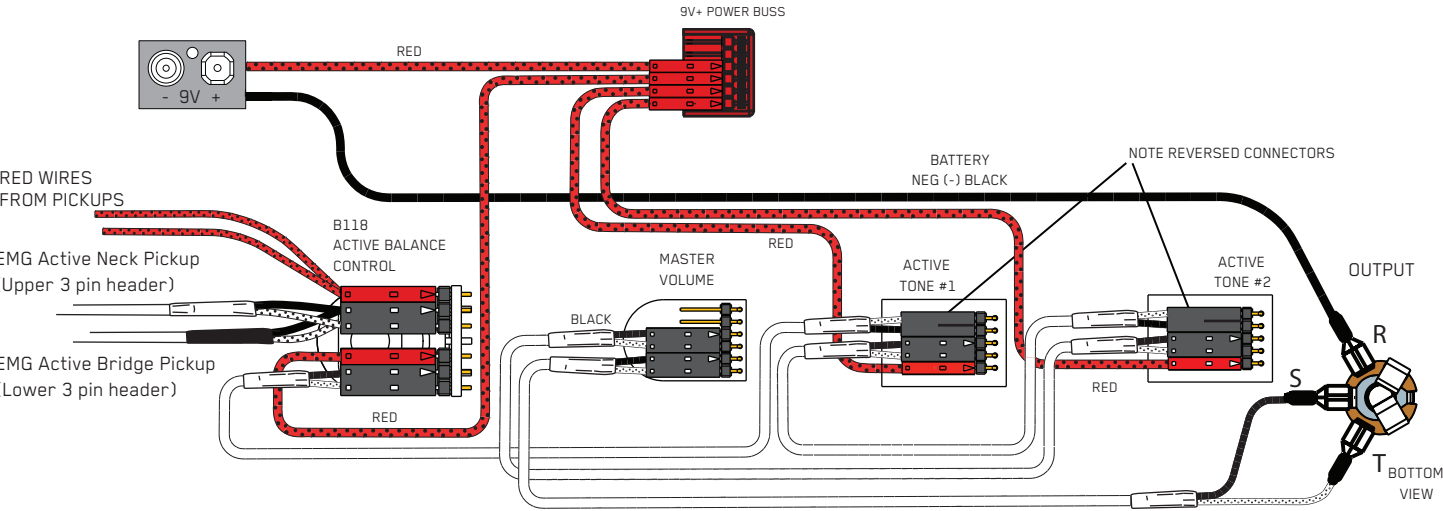 9V+ POWER BUSS
RED
- 9V +
BATTERY
NEG (-) BLACK
NOTE REVERSED CONNECTORS
RED WIRES
FROM PICKUPS
B118
ACTIVE BALANCE
CONTROL
EMG Active Neck Pickup
(Upper 3 pin header)
RED
MASTER
VOLUME
ACTIVE
TONE #1
ACTIVE
TONE #2
OUTPUT
BLACK
R
EMG Active Bridge Pickup
(Lower 3 pin header)
RED
RED
S
T
BOTTOM
VIEW